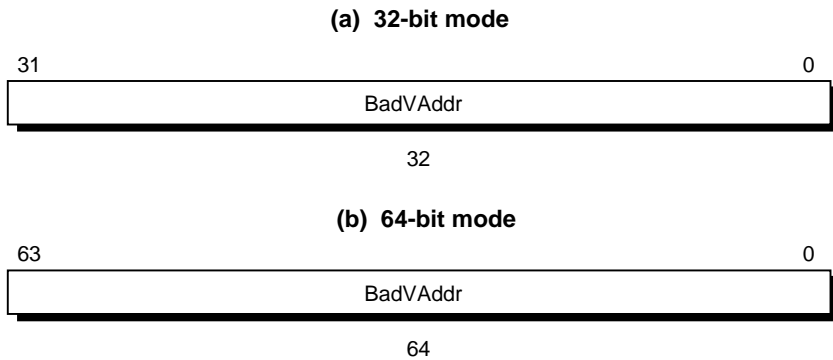 (a) 32-bit mode
31 0
BadVAddr
32
(b) 64-bit mode
63 0
BadVAddr
64